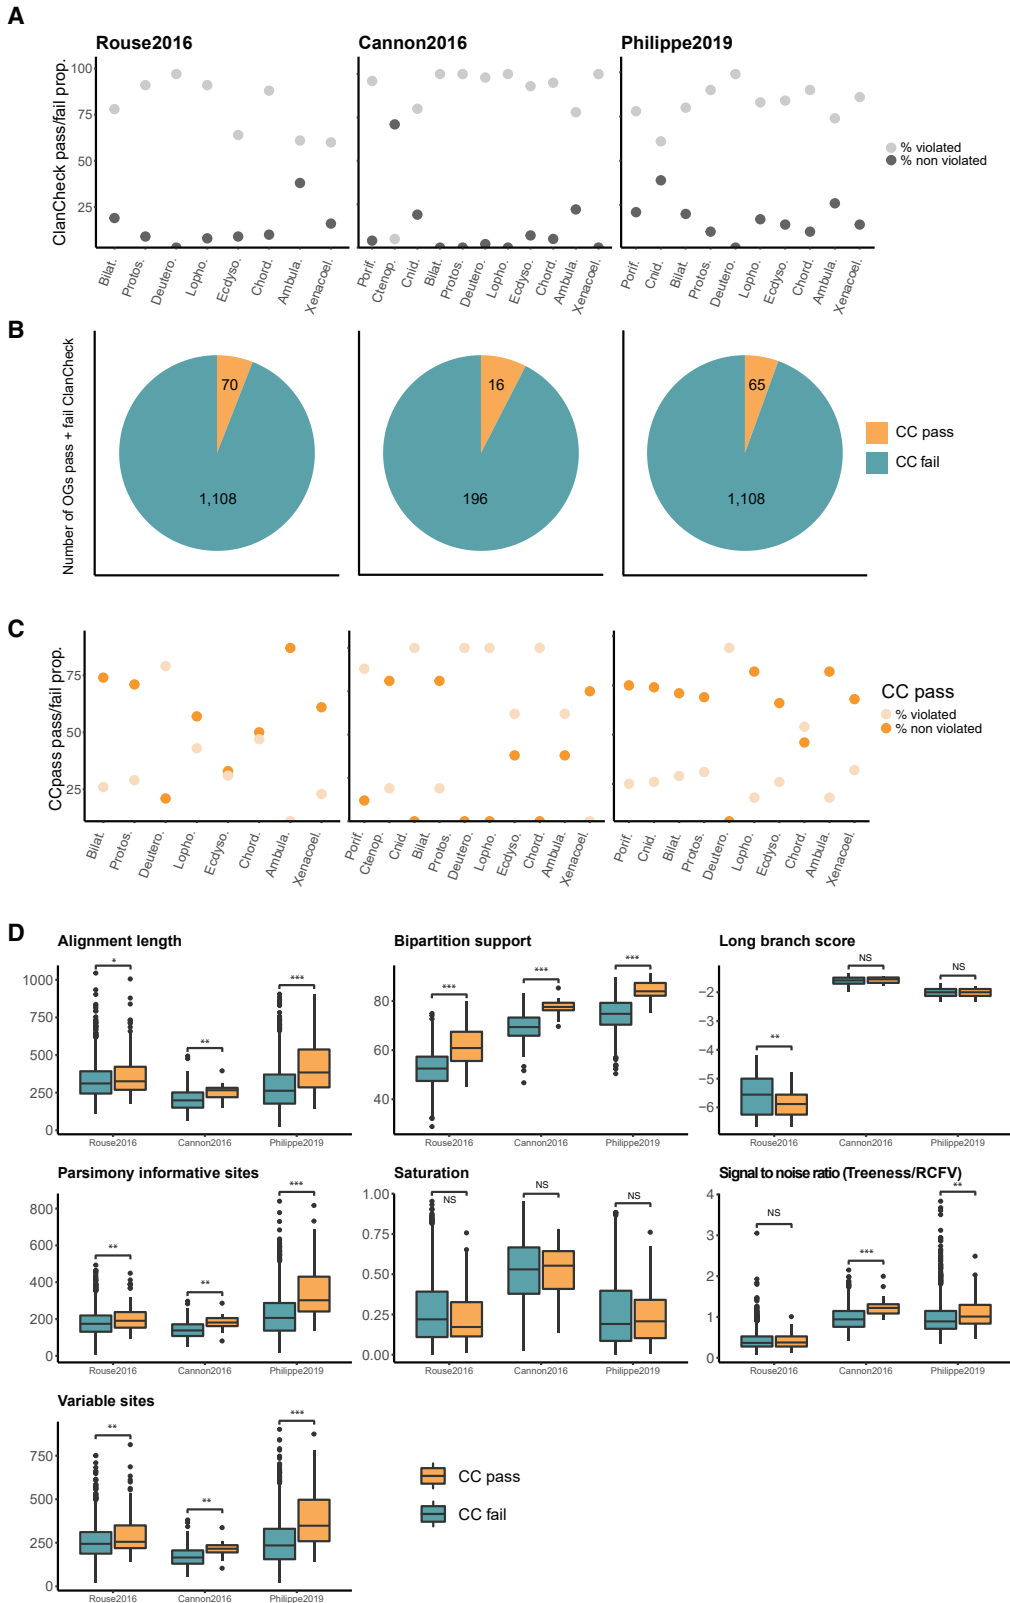 A
Rouse2016
Cannon2016
Philippe2019
ClanCheck pass/fail prop.
100
75
50
25
% violated
% non violated
Bilat.
Protos.
Deutero.
Lopho.
Ecdyso.
Chord.
Ambula.
Xenacoel.
Porif.
Ctenop.
Cnid.
Bilat.
Protos.
Deutero.
Lopho.
Ecdyso.
Chord.
Ambula.
Xenacoel.
Porif.
Cnid.
Bilat.
Protos.
Deutero.
Lopho.
Ecdyso.
Chord.
Ambula.
Xenacoel.
B
Number of OGs pass + fail ClanCheck
70
1,108
16
196
65
1,108
CC pass
CC fail
C
CCpass pass/fail prop.
75
50
25
CC pass
% violated
% non violated
Bilat.
Protos.
Deutero.
Lopho.
Ecdyso.
Chord.
Ambula.
Xenacoel.
Porif.
Ctenop.
Cnid.
Bilat.
Protos.
Deutero.
Lopho.
Ecdyso.
Chord.
Ambula.
Xenacoel.
Porif.
Cnid.
Bilat.
Protos.
Deutero.
Lopho.
Ecdyso.
Chord.
Ambula.
Xenacoel.
D
Alignment length
1000
750
500
250
0
*
**
***
Rouse2016
Cannon2016
Philippe2019
Bipartition support
80
60
40
***
***
***
Rouse2016
Cannon2016
Philippe2019
Long branch score
−2
−3
−4
−5
−6
**
NS
NS
Rouse2016
Cannon2016
Philippe2019
Parsimony informative sites
800
600
400
200
0
**
**
***
Rouse2016
Cannon2016
Philippe2019
Saturation
1.00
0.75
0.50
0.25
0.00
NS
NS
NS
Rouse2016
Cannon2016
Philippe2019
Signal to noise ratio (Treeness/RCFV)
4
3
2
1
0
NS
***
**
Rouse2016
Cannon2016
Philippe2019
Variable sites
750
500
250
0
**
**
***
Rouse2016
Cannon2016
Philippe2019
CC pass
CC fail